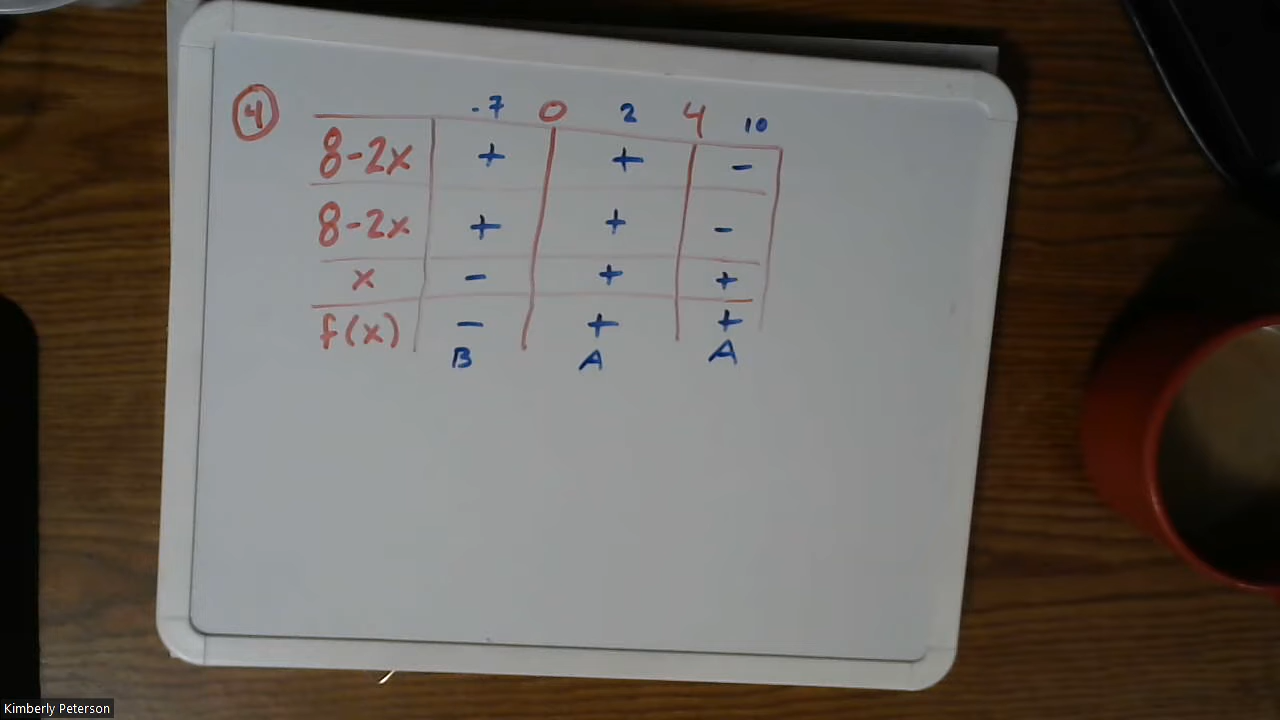 ④ -7 0 2 4 10
8-2x + + -
8-2x + + -
x - + +
f(x) - + +
B A A
Kimberly Peterson